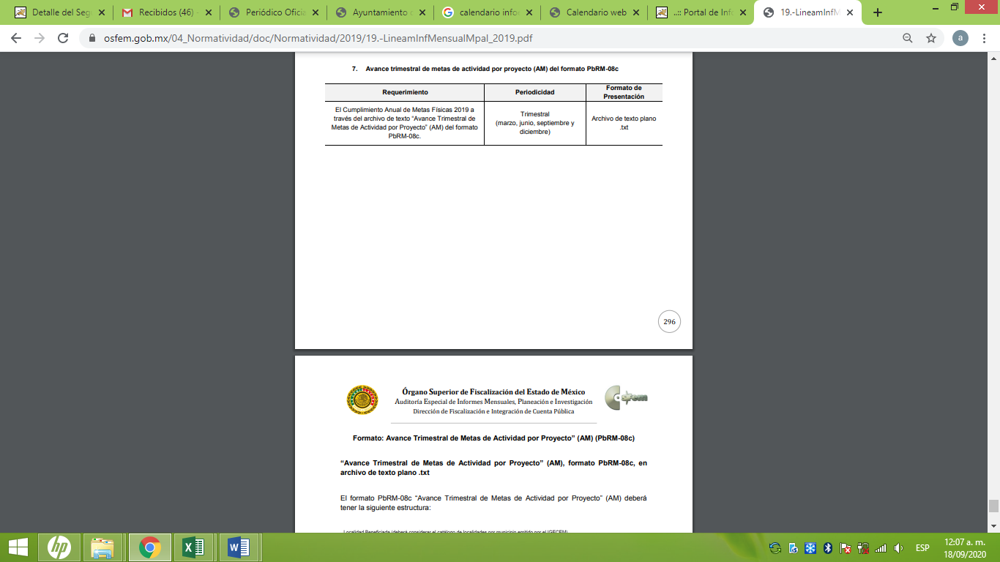 Detalle del Seg
Recibidos (46) -
Periódico Oficia
Ayuntamiento d
calendario infor
Calendario web
..:: Portal de Info
19.-LineamInfM
osfem.gob.mx/04_Normatividad/doc/Normatividad/2019/19.-LineamInfMensualMpal_2019.pdf
a
7. Avance trimestral de metas de actividad por proyecto (AM) del formato PbRM-08c
Requerimiento
Periodicidad
Formato de
Presentación
El Cumplimiento Anual de Metas Físicas 2019 a
través del archivo de texto “Avance Trimestral de
Metas de Actividad por Proyecto” (AM) del formato
PbRM-08c.
Trimestral
(marzo, junio, septiembre y
diciembre)
Archivo de texto plano
.txt
296
Órgano Superior de Fiscalización del Estado de México
Auditoría Especial de Informes Mensuales, Planeación e Investigación
Dirección de Fiscalización e Integración de Cuenta Pública
osfem
Formato: Avance Trimestral de Metas de Actividad por Proyecto” (AM) (PbRM-08c)
“Avance Trimestral de Metas de Actividad por Proyecto” (AM), formato PbRM-08c, en
archivo de texto plano .txt
El formato PbRM-08c “Avance Trimestral de Metas de Actividad por Proyecto” (AM) deberá
tener la siguiente estructura:
Localidad Beneficiada (deberá considerar el catálogo de localidades por municipio emitido por el IGECEM)
hp
ESP
12:07 a. m.
18/09/2020